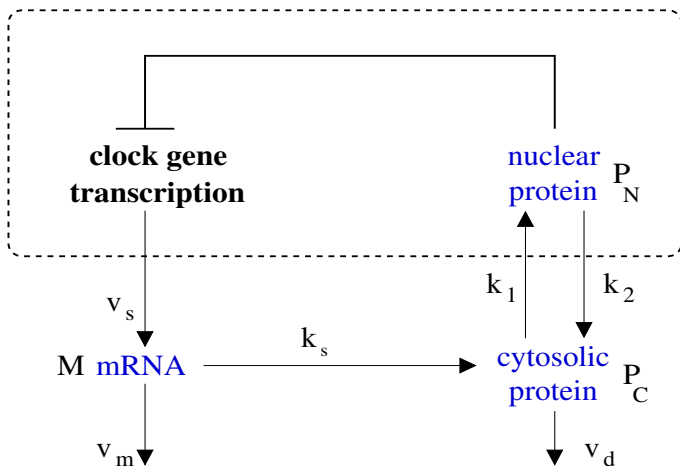 clock gene
transcription
nuclear
protein
P_N
k_1
k_2
v_s
k_s
M mRNA
cytosolic
protein
P_C
v_m
v_d